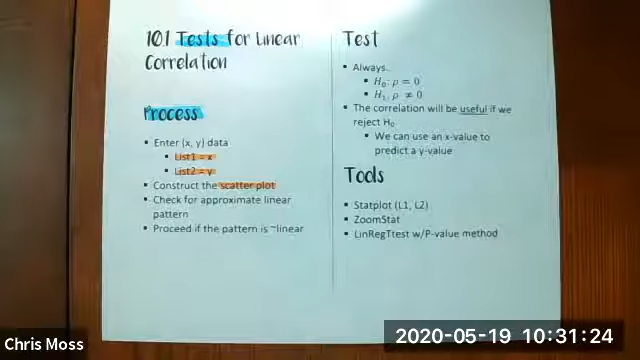 10.1 Tests for Linear
Correlation
Process
▪ Enter (x, y) data
▪ List1 = x
▪ List2 = y
▪ Construct the scatter plot
▪ Check for approximate linear
pattern
▪ Proceed if the pattern is ~linear
Test
▪ Always..
▪ H₀: ρ = 0
▪ H₁: ρ ≠ 0
▪ The correlation will be useful if we
reject H₀
▪ We can use an x-value to
predict a y-value
Tools
▪ Statplot (L1, L2)
▪ ZoomStat
▪ LinRegTtest w/P-value method
Chris Moss
2020-05-19 10:31:24